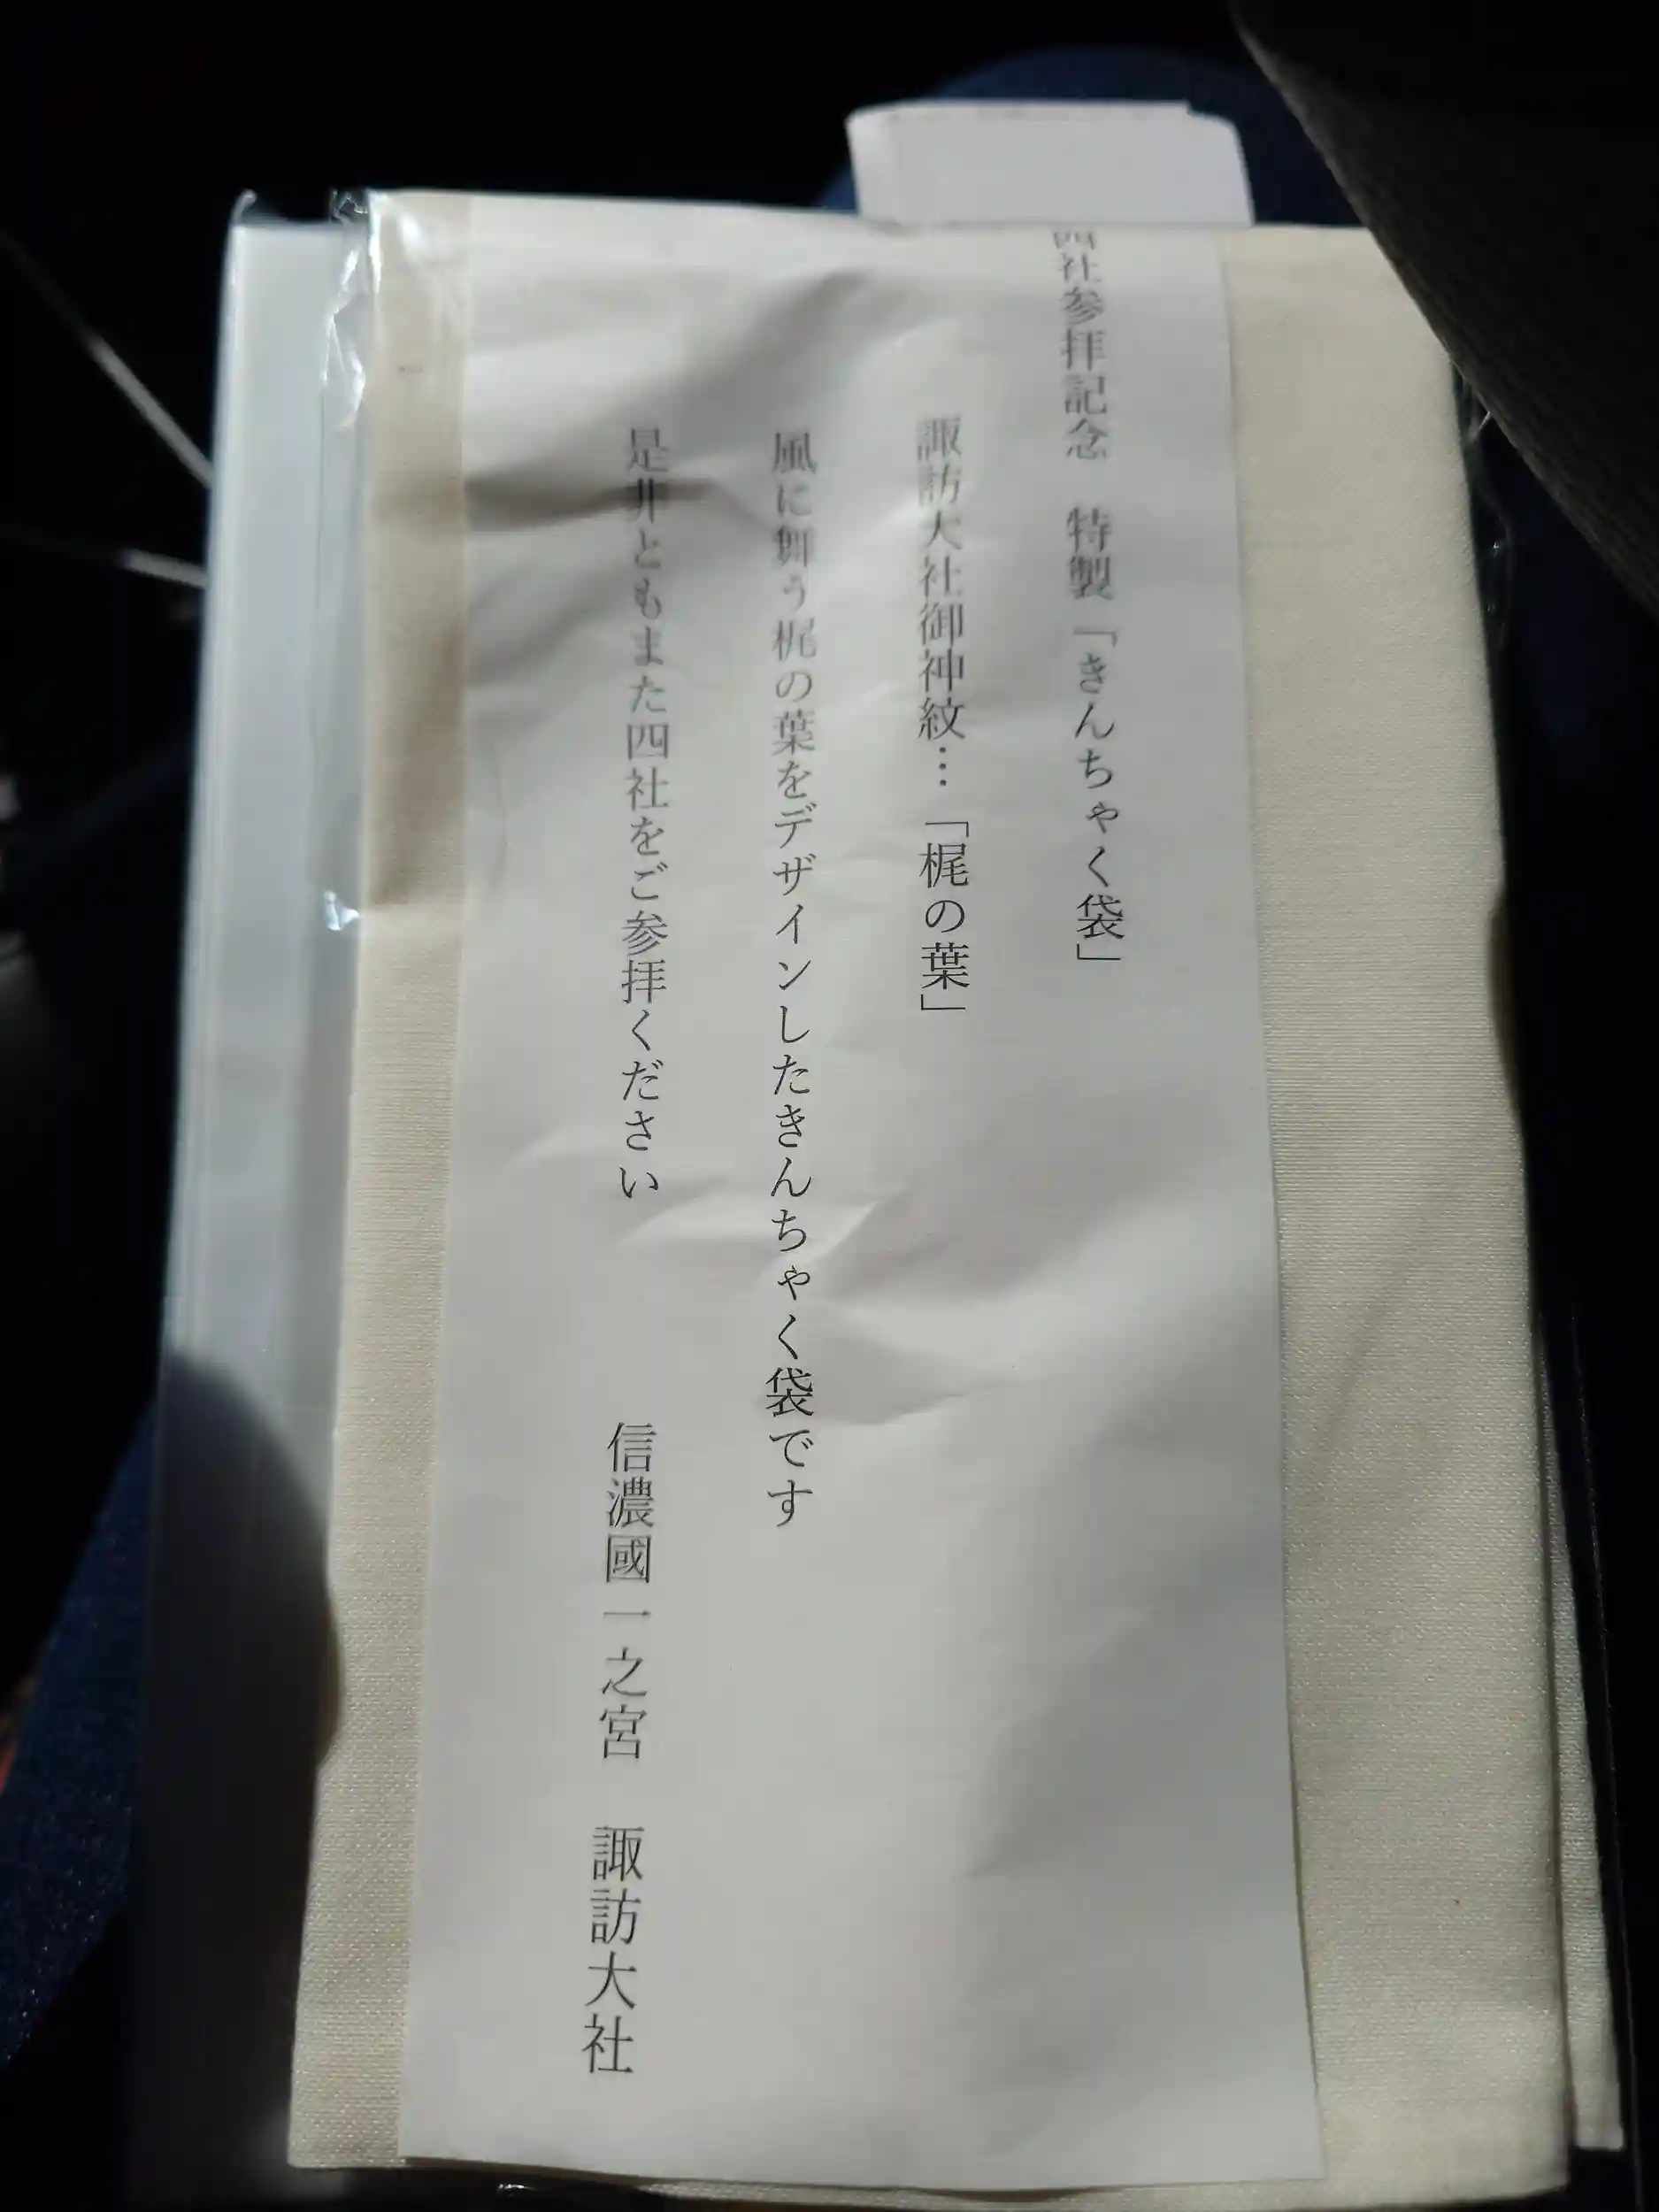 四社参拝記念　特製「きんちゃく袋」
諏訪大社御神紋…「梶の葉」
風に舞う梶の葉をデザインしたきんちゃく袋です
是非ともまた四社をご参拝ください
信濃國一之宮　諏訪大社